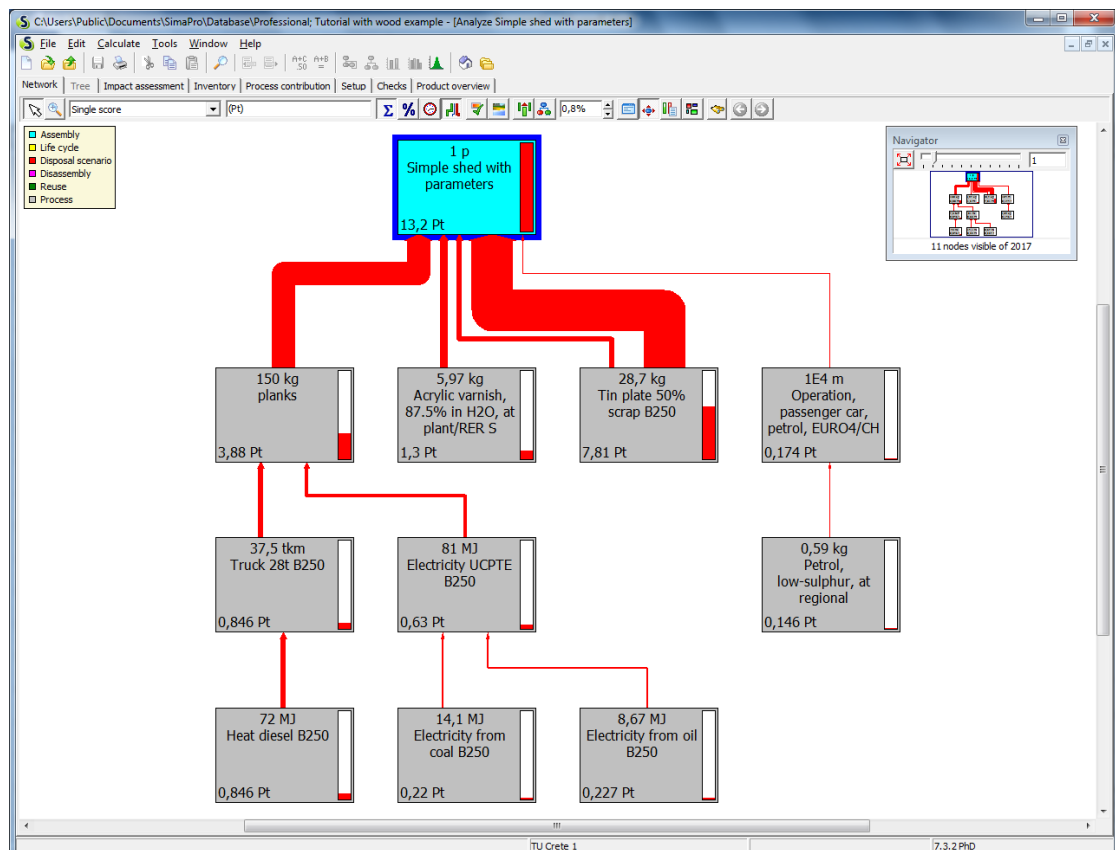 C:\Users\Public\Documents\SimaPro\Database\Professional; Tutorial with wood example - [Analyze Simple shed with parameters]
File Edit Calculate Tools Window Help
Network Tree Impact assessment Inventory Process contribution Setup Checks Product overview
Single score (Pt) Σ % 0,8%
Assembly
Life cycle
Disposal scenario
Disassembly
Reuse
Process
Navigator
1
11 nodes visible of 2017
1 p
Simple shed with
parameters
13,2 Pt
150 kg
planks
3,88 Pt
5,97 kg
Acrylic varnish,
87.5% in H2O, at
plant/RER S
1,3 Pt
28,7 kg
Tin plate 50%
scrap B250
7,81 Pt
1E4 m
Operation,
passenger car,
petrol, EURO4/CH
0,174 Pt
37,5 tkm
Truck 28t B250
0,846 Pt
81 MJ
Electricity UCPTE
B250
0,63 Pt
0,59 kg
Petrol,
low-sulphur, at
regional
0,146 Pt
72 MJ
Heat diesel B250
0,846 Pt
14,1 MJ
Electricity from
coal B250
0,22 Pt
8,67 MJ
Electricity from oil
B250
0,227 Pt
TU Crete 1
7.3.2 PhD